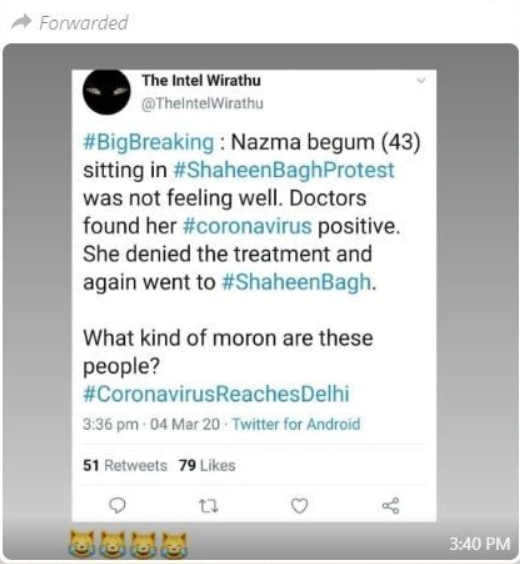 Forwarded
The Intel Wirathu
@TheIntelWirathu
#BigBreaking : Nazma begum (43)
sitting in #ShaheenBaghProtest
was not feeling well. Doctors
found her #coronavirus positive.
She denied the treatment and
again went to #ShaheenBagh.
What kind of moron are these
people?
#CoronavirusReachesDelhi
3:36 pm · 04 Mar 20 · Twitter for Android
51 Retweets 79 Likes
3:40 PM